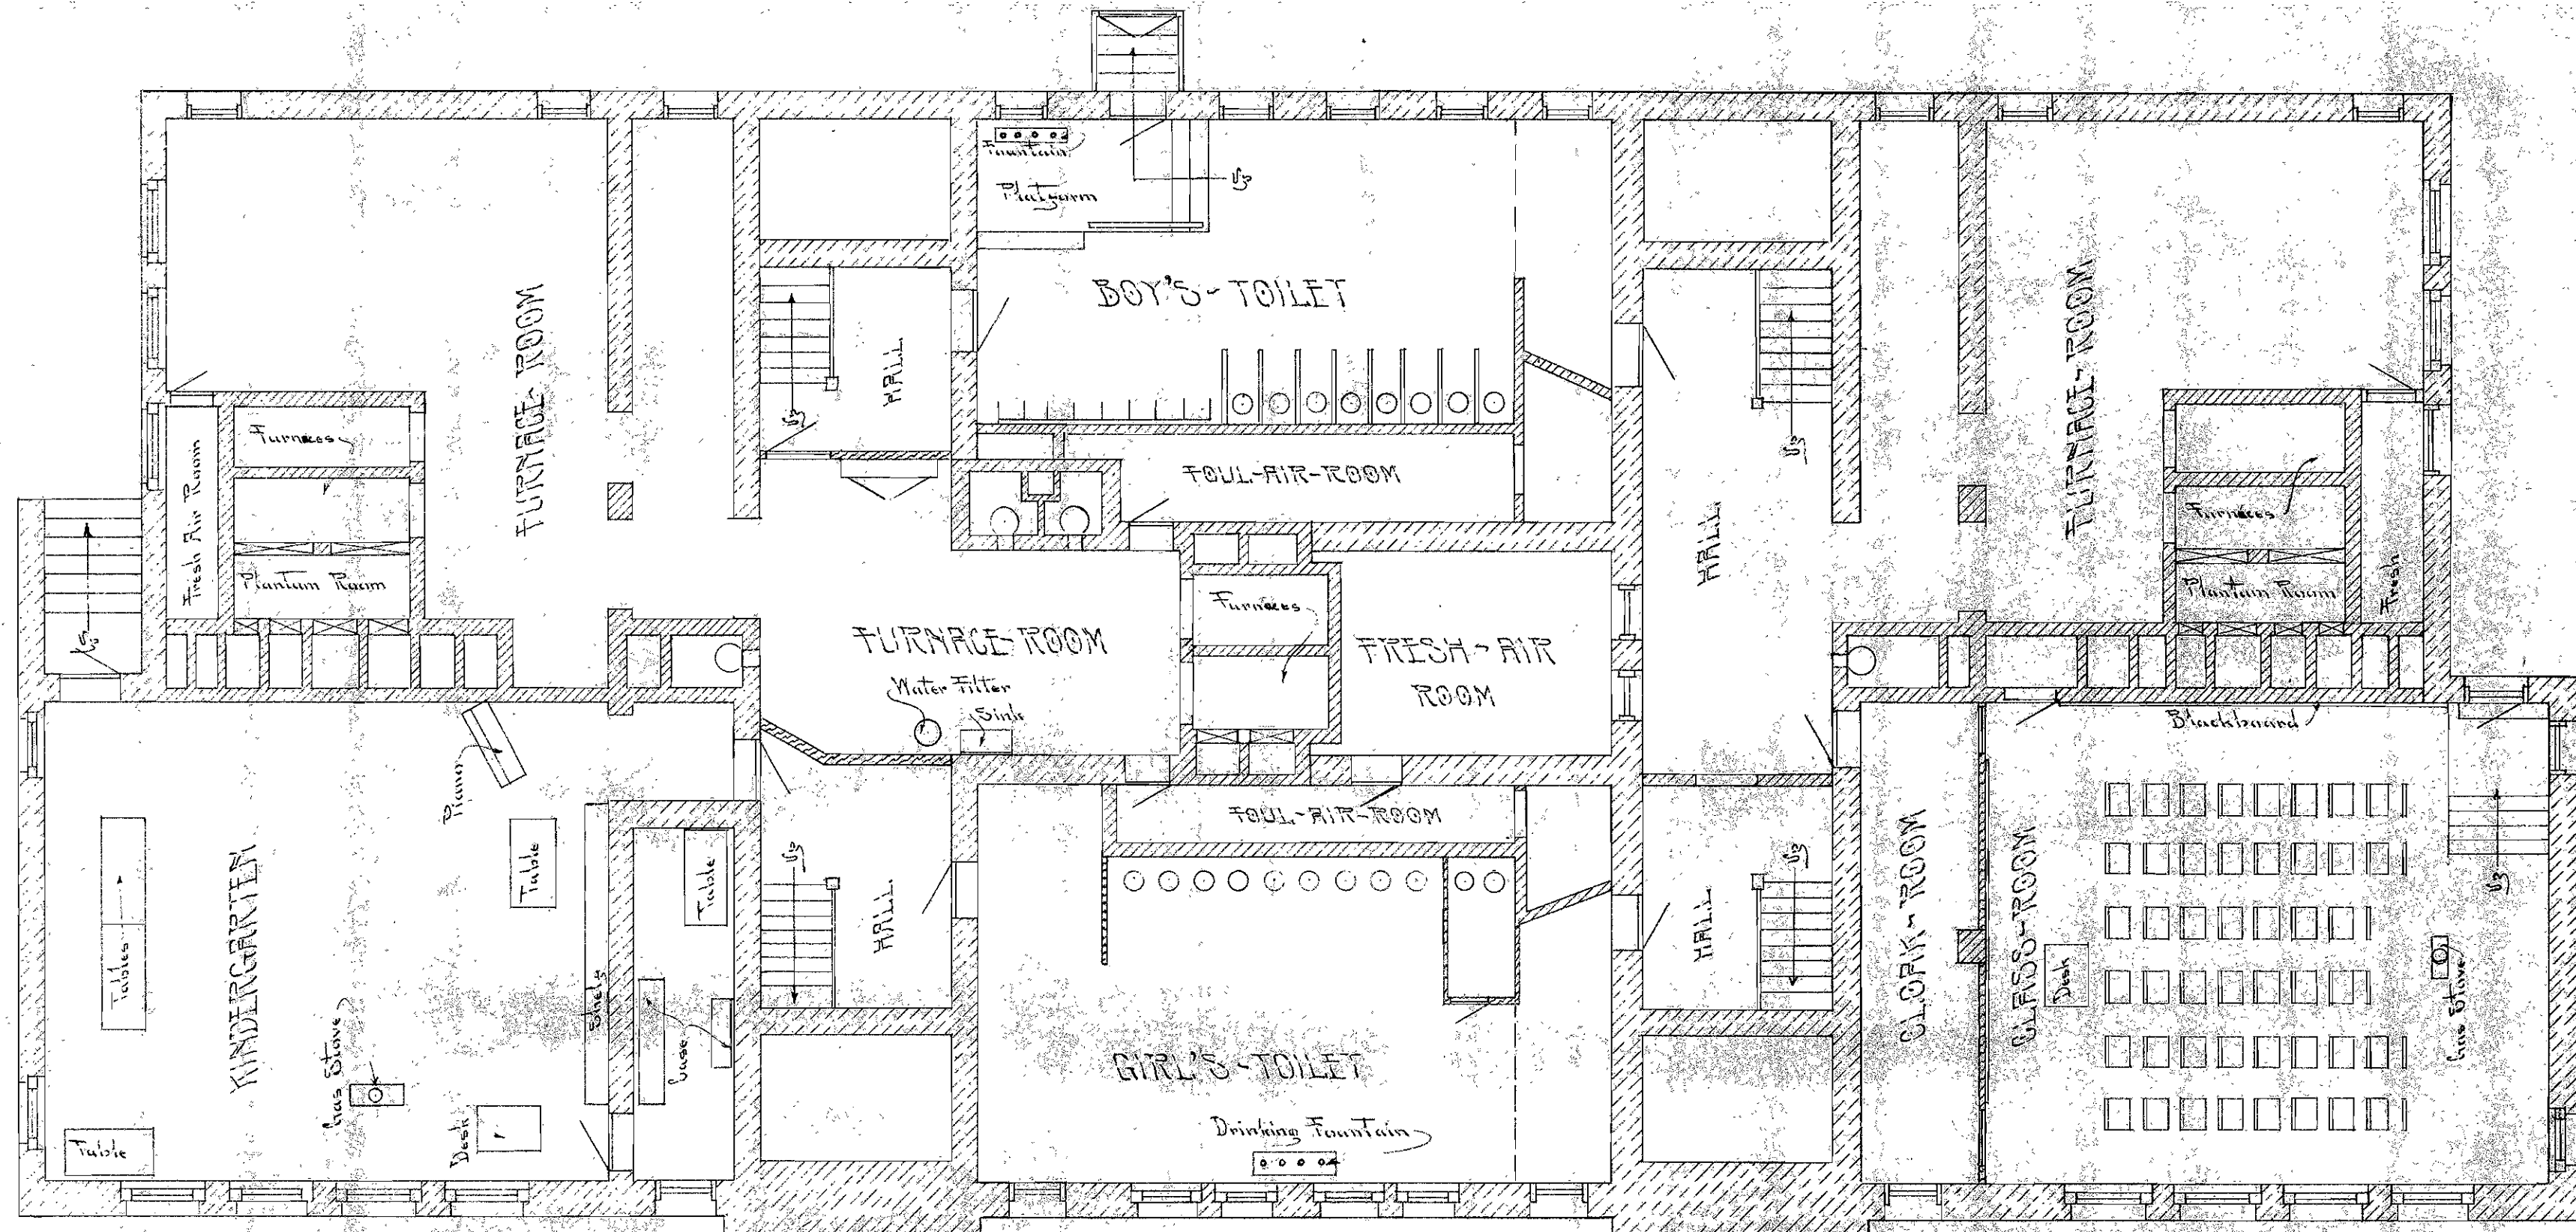 Fountain
Platform
Up
BOY'S-TOILET
FURNACE-ROOM
HALL
Up
Furnaces
Fresh Air Room
Plantum Room
Up
FOUL-AIR-ROOM
HALL
Up
FURNACE-ROOM
Furnaces
Plantum Room
Fresh
FURNACE-ROOM
Water Filter
Sink
Furnaces
FRESH-AIR
ROOM
Blackboard
Piano
Table
Table
Tables
KINDERGARTEN
Shelf
Case
Gas Stove
Desk
Table
Up
HALL
FOUL-AIR-ROOM
GIRL'S-TOILET
Drinking Fountain
Up
HALL
CLOAK-ROOM
CLASS-ROOM
Desk
Gas Stove
Up